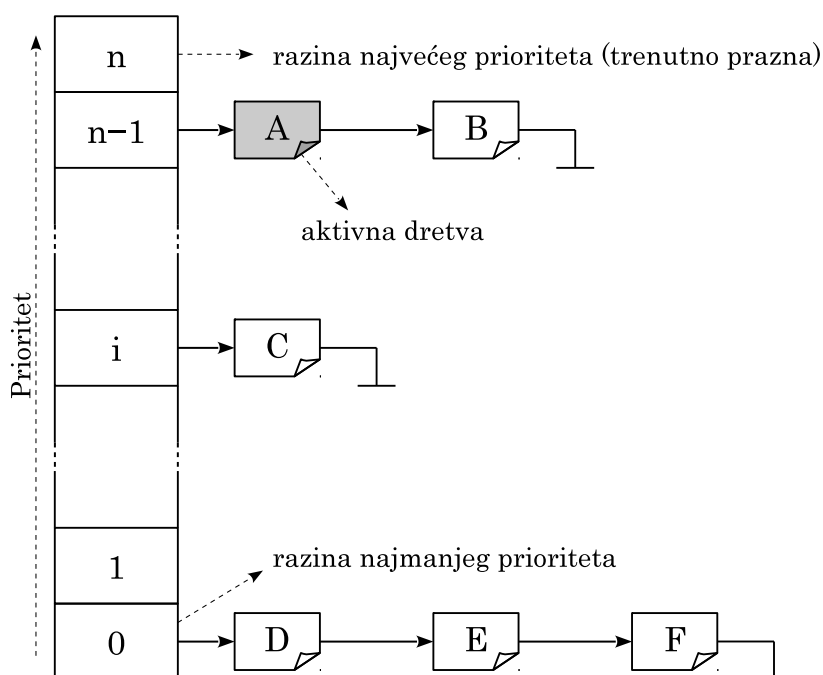 n
razina najvećeg prioriteta (trenutno prazna)
n−1
A
B
aktivna dretva
Prioritet
i
C
1
razina najmanjeg prioriteta
0
D
E
F